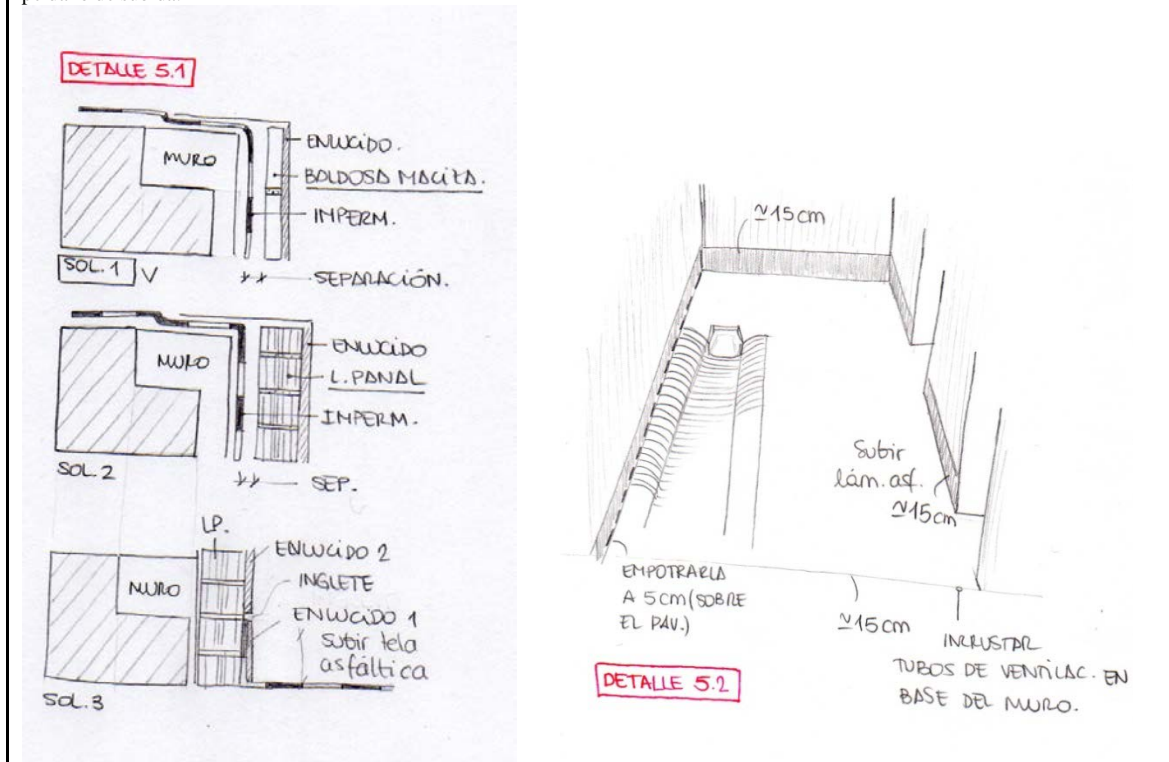 DETALLE 5.1
MURO
ENLUCIDO.
BALDOSA MACIZA.
IMPERM.
SOL.1 V
SEPARACIÓN.
MURO
ENLUCIDO
L. PANAL
IMPERM.
SOL.2
SEP.
LP.
MURO
ENLUCIDO 2
INGLETE
ENLUCIDO 1
subir tela
asfáltica
SOL.3
≃15cm
Subir
lám. asf.
≃15cm
EMPOTRARLA
A 5cm (SOBRE
EL PAV.)
≃15cm
INCRUSTAR
TUBOS DE VENTILAC. EN
BASE DEL MURO.
DETALLE 5.2